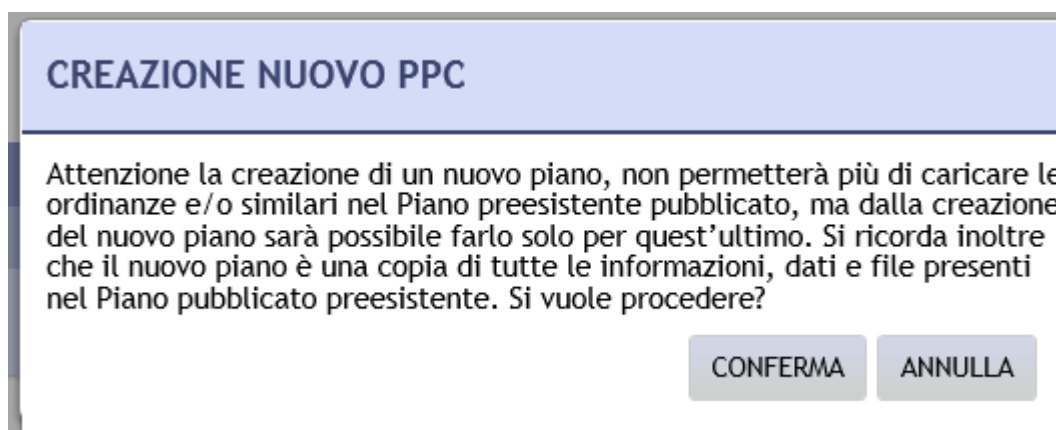 CREAZIONE NUOVO PPC
Attenzione la creazione di un nuovo piano, non permetterà più di caricare le
ordinanze e/o similari nel Piano preesistente pubblicato, ma dalla creazione
del nuovo piano sarà possibile farlo solo per quest’ultimo. Si ricorda inoltre
che il nuovo piano è una copia di tutte le informazioni, dati e file presenti
nel Piano pubblicato preesistente. Si vuole procedere?
CONFERMA ANNULLA